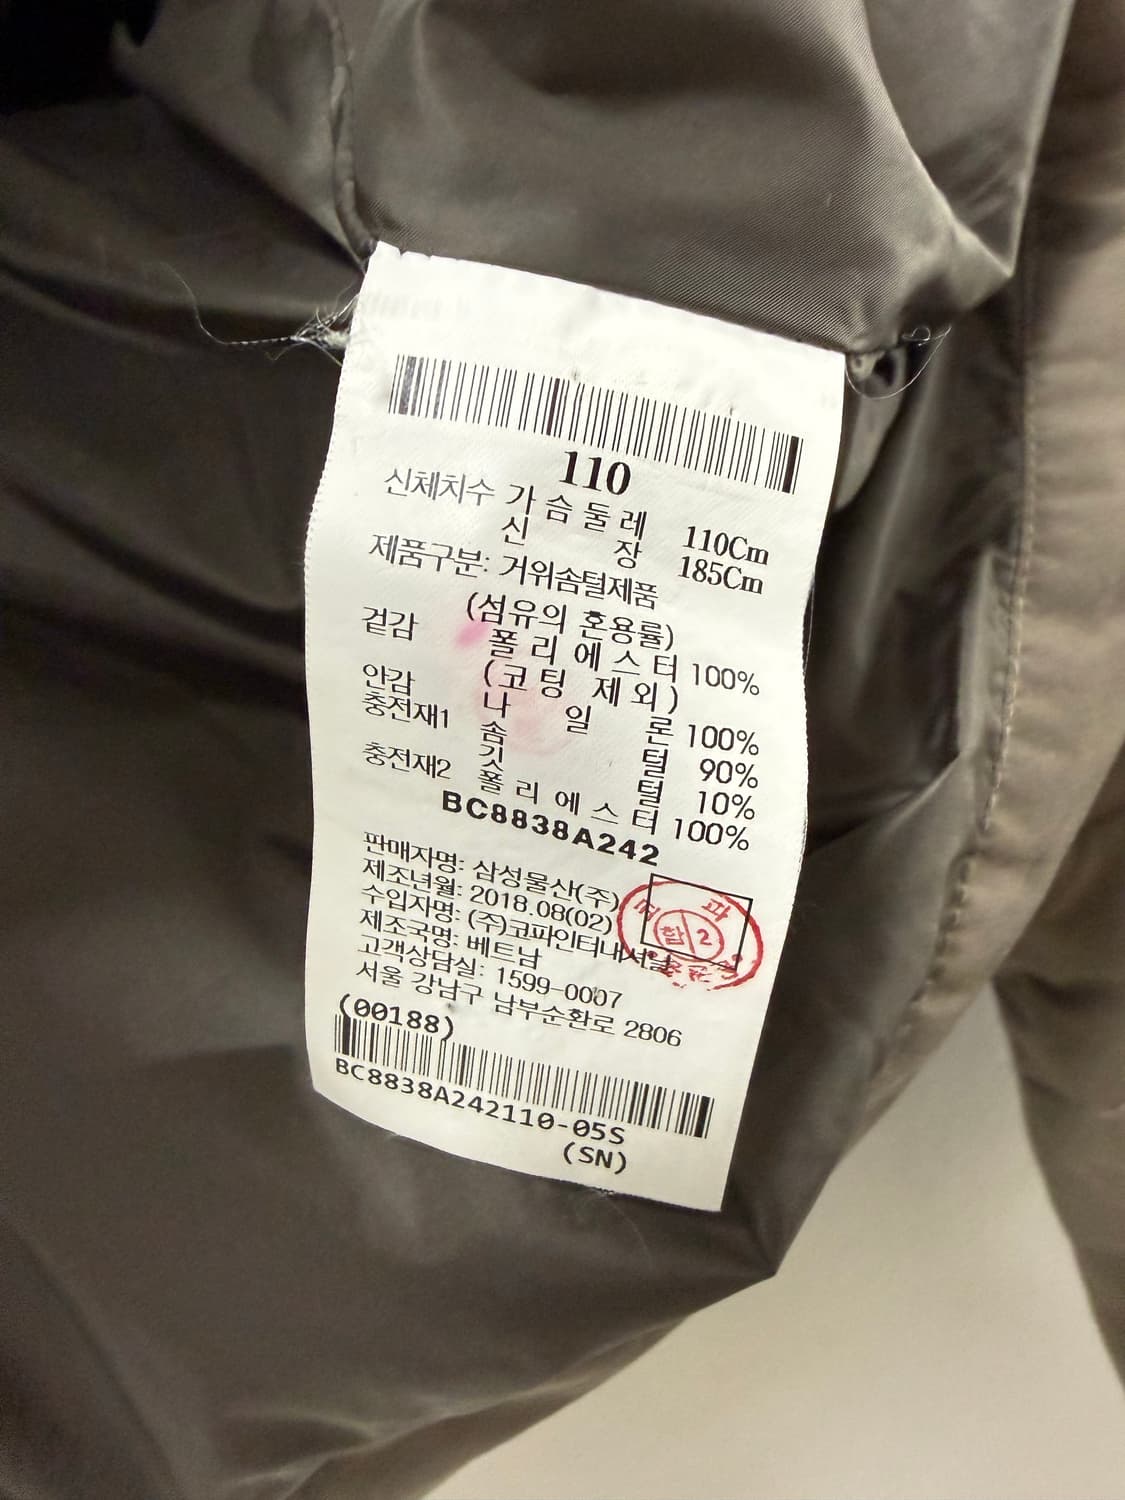 110
신체치수 가슴둘레 110Cm
신장 185Cm
제품구분: 거위솜털제품
(섬유의 혼용률)
겉감 폴리에스터 100%
(코팅 제외)
안감 나일론 100%
충전재1 솜털 90%
깃털 10%
충전재2 폴리에스터 100%
BC8838A242
판매자명: 삼성물산(주)
제조년월: 2018.08(02)
수입자명: (주)코파인터내셔날
제조국명: 베트남
고객상담실: 1599-0007
서울 강남구 남부순환로 2806
(00188)
BC8838A242110-05S
(SN)
파
합 2